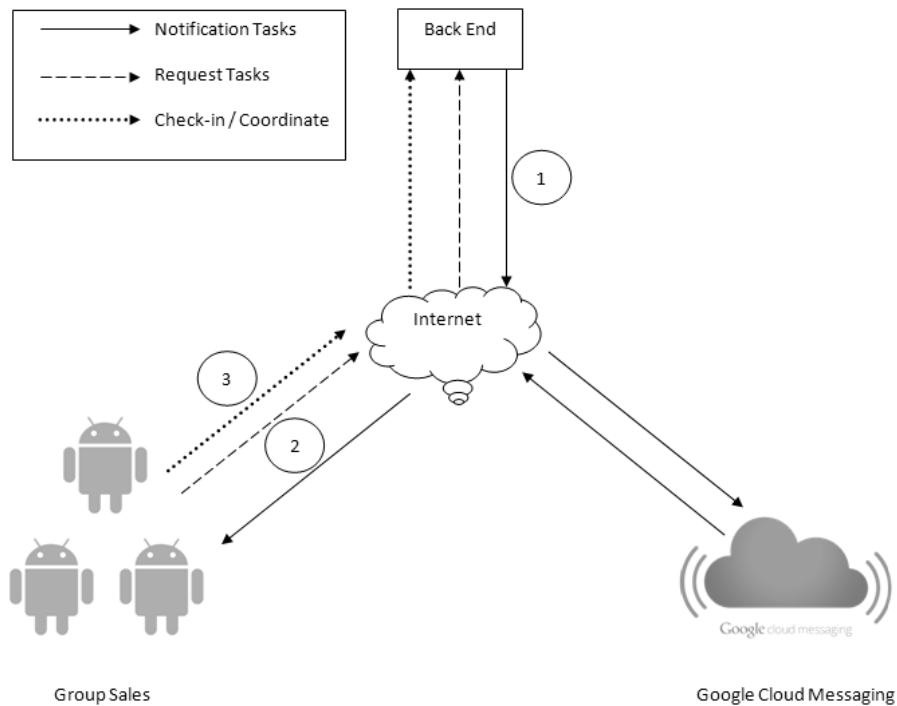 Notification Tasks
Request Tasks
Check-in / Coordinate
Back End
1
Internet
3
2
Google cloud messaging
Group Sales
Google Cloud Messaging